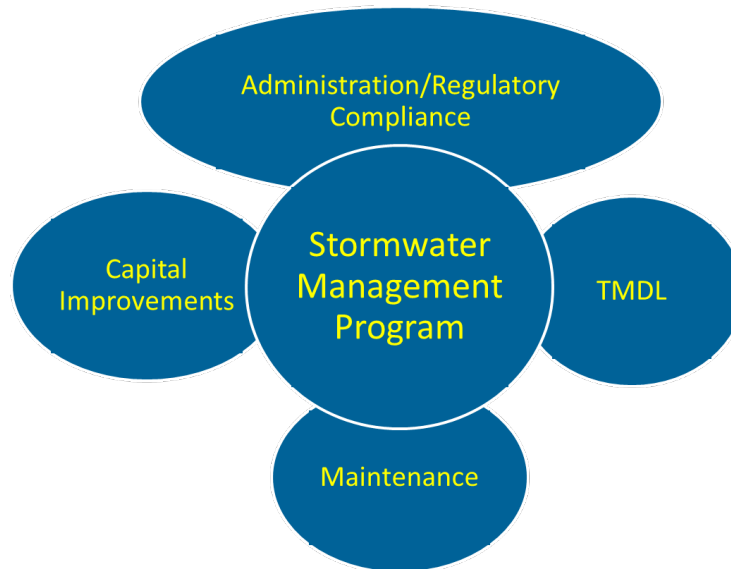 Administration/Regulatory
Compliance
Stormwater
Management
Program
Capital
Improvements
TMDL
Maintenance